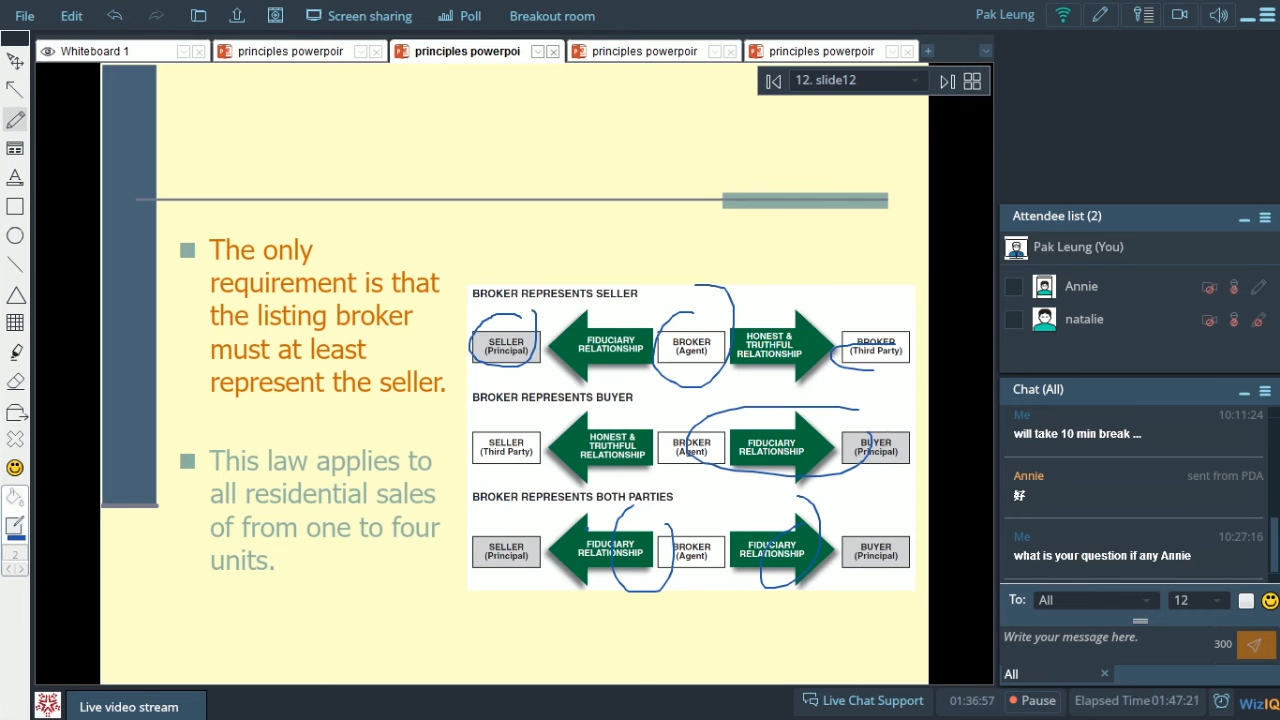 File Edit Screen sharing Poll Breakout room Pak Leung
Whiteboard 1 principles powerpoir principles powerpoi principles powerpoir principles powerpoir
12. slide12
The only
requirement is that
the listing broker
must at least
represent the seller.
This law applies to
all residential sales
of from one to four
units.
BROKER REPRESENTS SELLER
SELLER
(Principal)
FIDUCIARY
RELATIONSHIP
BROKER
(Agent)
HONEST &
TRUTHFUL
RELATIONSHIP
BROKER
(Third Party)
BROKER REPRESENTS BUYER
SELLER
(Third Party)
HONEST &
TRUTHFUL
RELATIONSHIP
BROKER
(Agent)
FIDUCIARY
RELATIONSHIP
BUYER
(Principal)
BROKER REPRESENTS BOTH PARTIES
SELLER
(Principal)
FIDUCIARY
RELATIONSHIP
BROKER
(Agent)
FIDUCIARY
RELATIONSHIP
BUYER
(Principal)
Attendee list (2)
Pak Leung (You)
Annie
natalie
Chat (All)
Me 10:11:24
will take 10 min break ...
Annie sent from PDA
好
Me 10:27:16
what is your question if any Annie
To: All 12
Write your message here. 300
All
2
Live video stream
Live Chat Support 01:36:57 Pause Elapsed Time 01:47:21 WizIQ